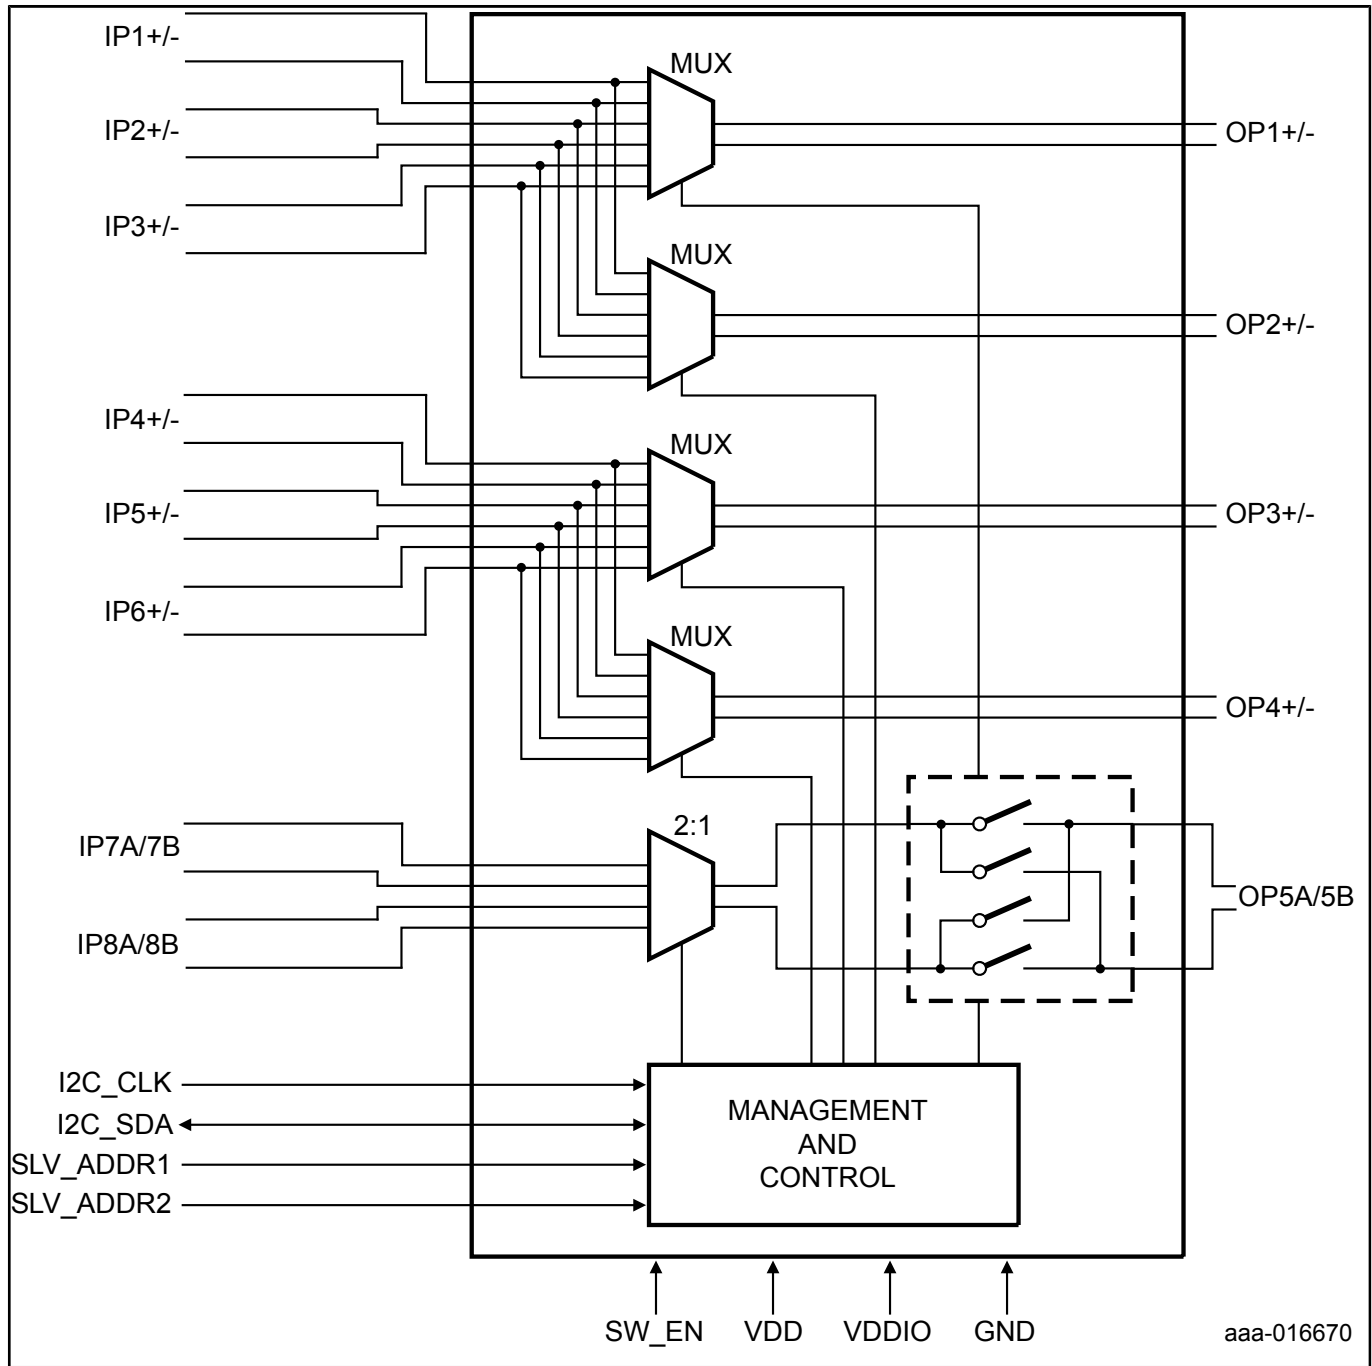 IP1+/-
MUX
IP2+/-
OP1+/-
IP3+/-
MUX
OP2+/-
IP4+/-
MUX
IP5+/-
OP3+/-
IP6+/-
MUX
OP4+/-
2:1
IP7A/7B
OP5A/5B
IP8A/8B
I2C_CLK
I2C_SDA
SLV_ADDR1
SLV_ADDR2
MANAGEMENT
AND
CONTROL
SW_EN
VDD
VDDIO
GND
aaa-016670